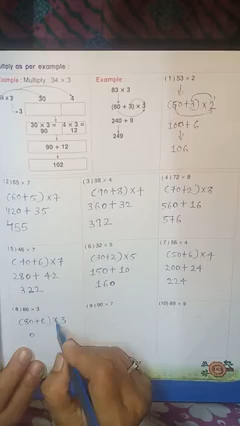 ltiply as per example :
ample : Multiply 34 × 3
30 4
30 × 3 = 4 × 3 =
90 12
90 + 12
102
Example :
83 × 3
(80 + 3) × 3
240 + 9
249
(1) 53 × 2
(50+3) × 2
100 + 6
106
(2) 65 × 7
(60+5) × 7
420 + 35
455
(3) 98 × 4
(90+8) × 4
360 + 32
392
(4) 72 × 8
(70+2) × 8
560 + 16
576
(5) 46 × 7
(40+6) × 7
280 + 42
322
(6) 32 × 5
(30+2) × 5
150 + 10
160
(7) 56 × 4
(50+6) × 4
200 + 24
224
(8) 86 × 3
(80+6) × 3
(9) 90 × 7
(10) 88 × 9